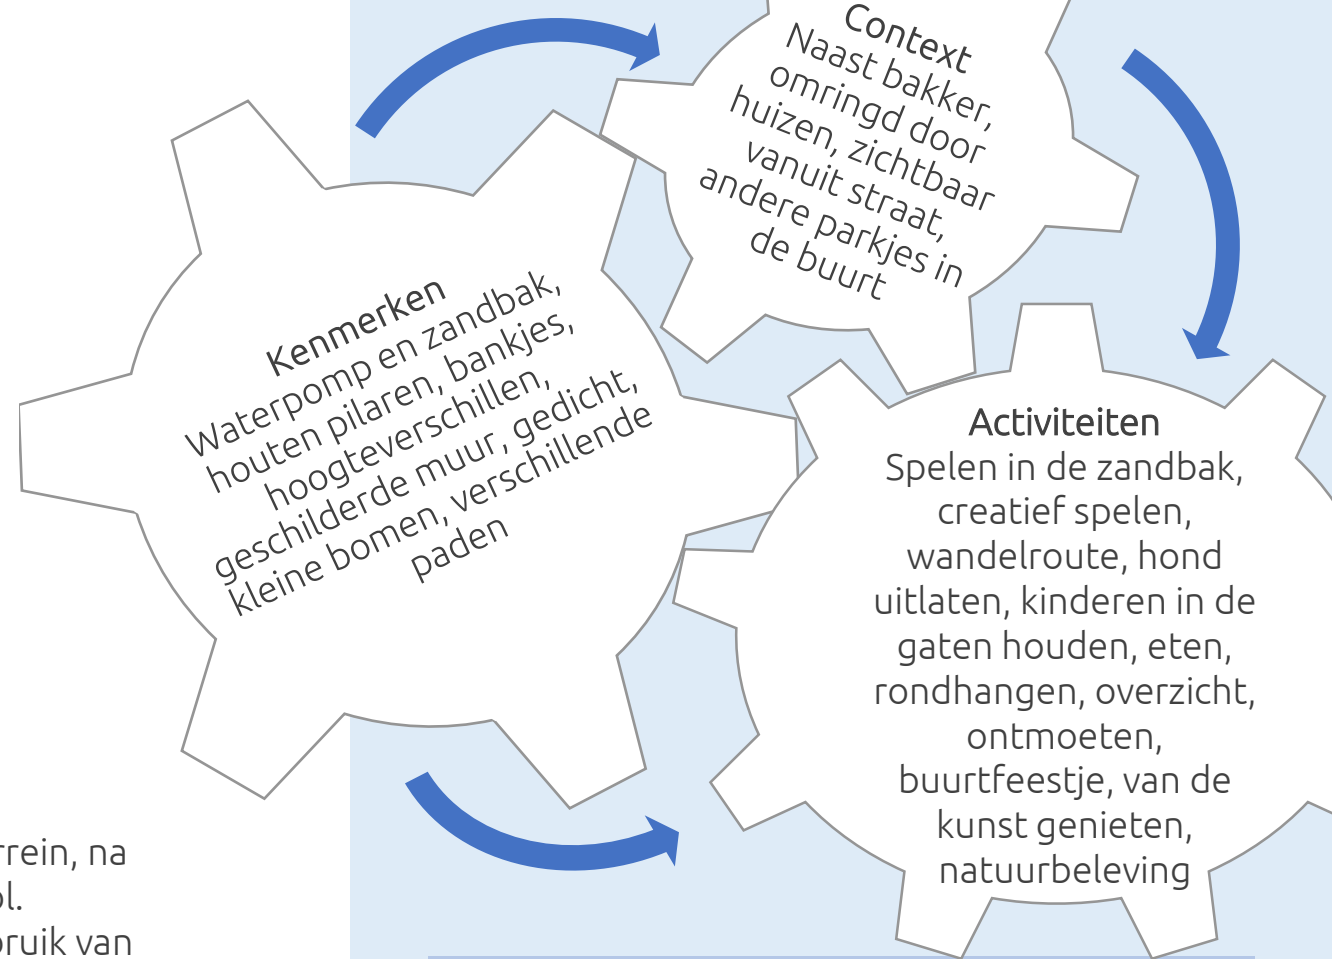 Context
Naast bakker,
omringd door
huizen, zichtbaar
vanuit straat,
andere parkjes in
de buurt
Kenmerken
Waterpomp en zandbak,
houten pilaren, bankjes,
hoogteverschillen,
geschilderde muur, gedicht,
kleine bomen, verschillende
paden
Activiteiten
Spelen in de zandbak,
creatief spelen,
wandelroute, hond
uitlaten, kinderen in de
gaten houden, eten,
rondhangen, overzicht,
ontmoeten,
buurtfeestje, van de
kunst genieten,
natuurbeleving
, na
van